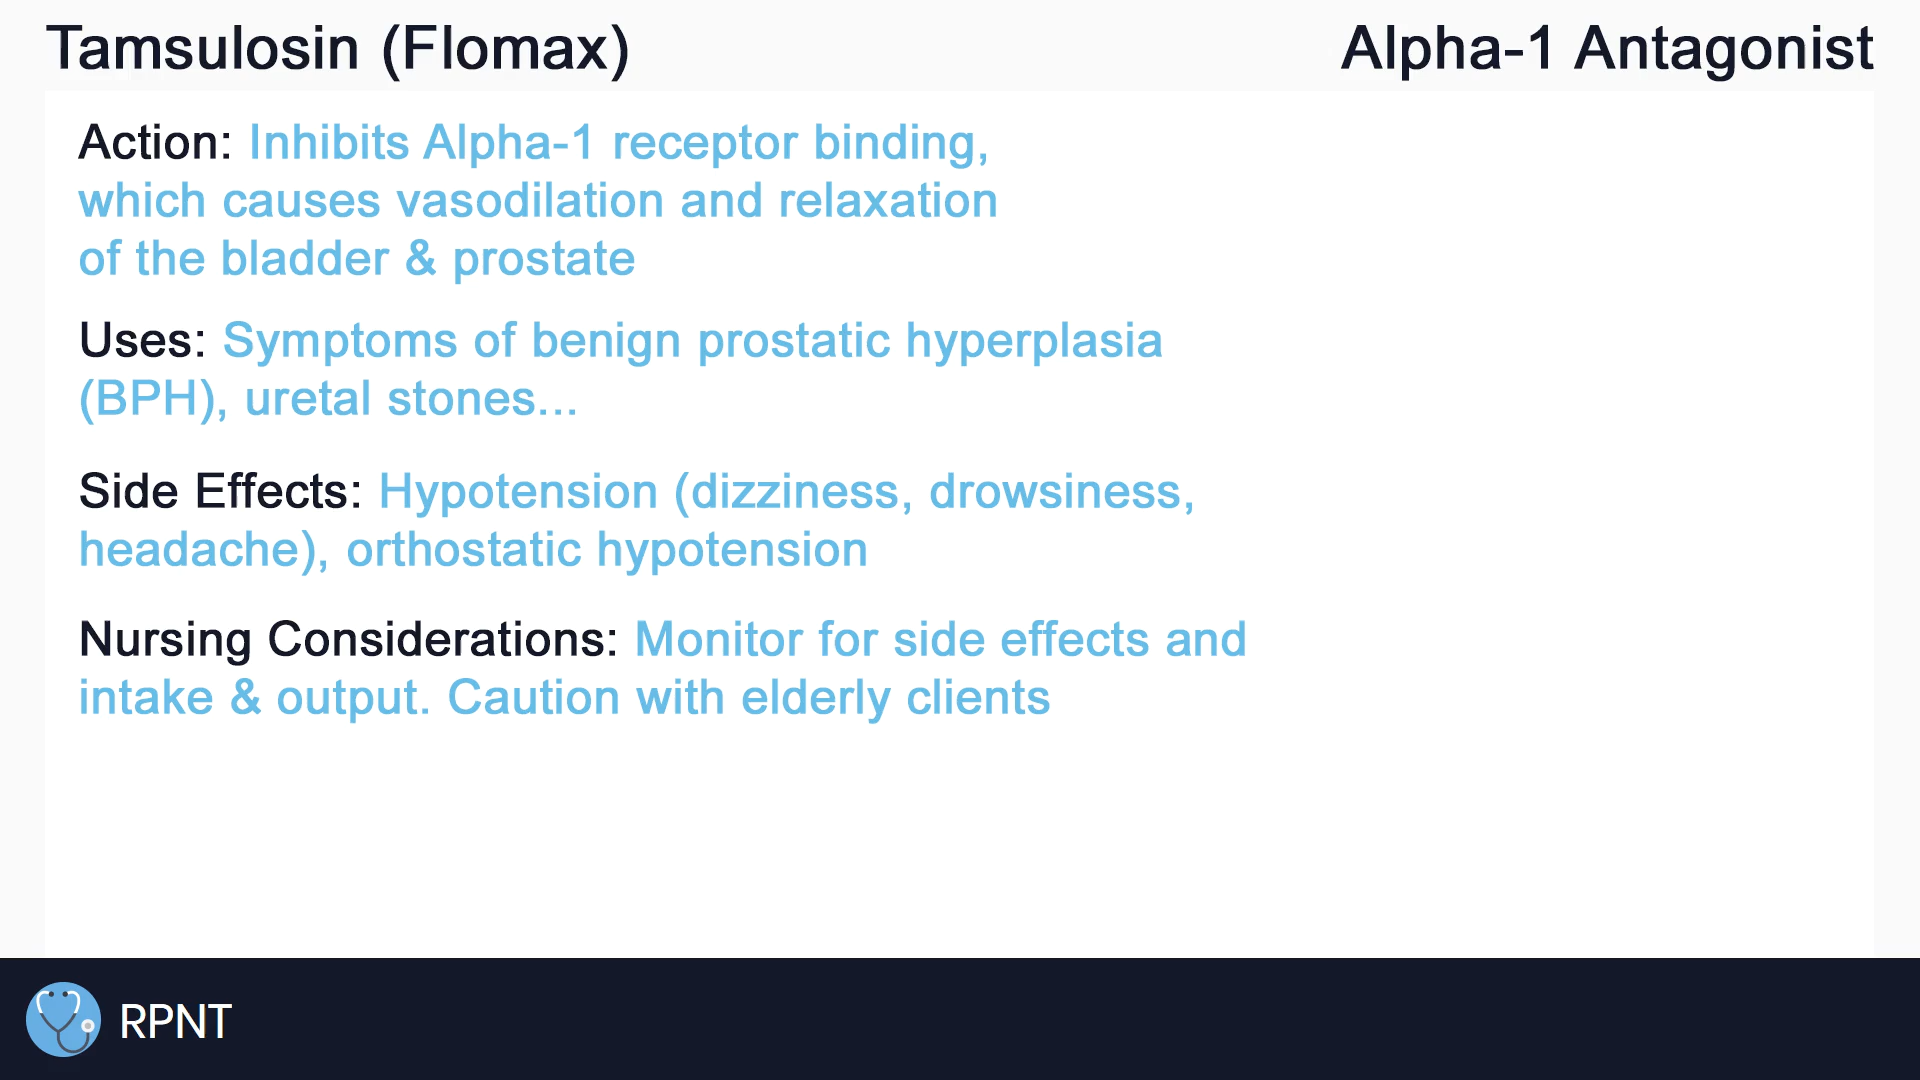 Tamsulosin (Flomax)
Alpha-1 Antagonist
Action: Inhibits Alpha-1 receptor binding,
which causes vasodilation and relaxation
of the bladder & prostate
Uses: Symptoms of benign prostatic hyperplasia
(BPH), uretal stones...
Side Effects: Hypotension (dizziness, drowsiness,
headache), orthostatic hypotension
Nursing Considerations: Monitor for side effects and
intake & output. Caution with elderly clients
RPNT